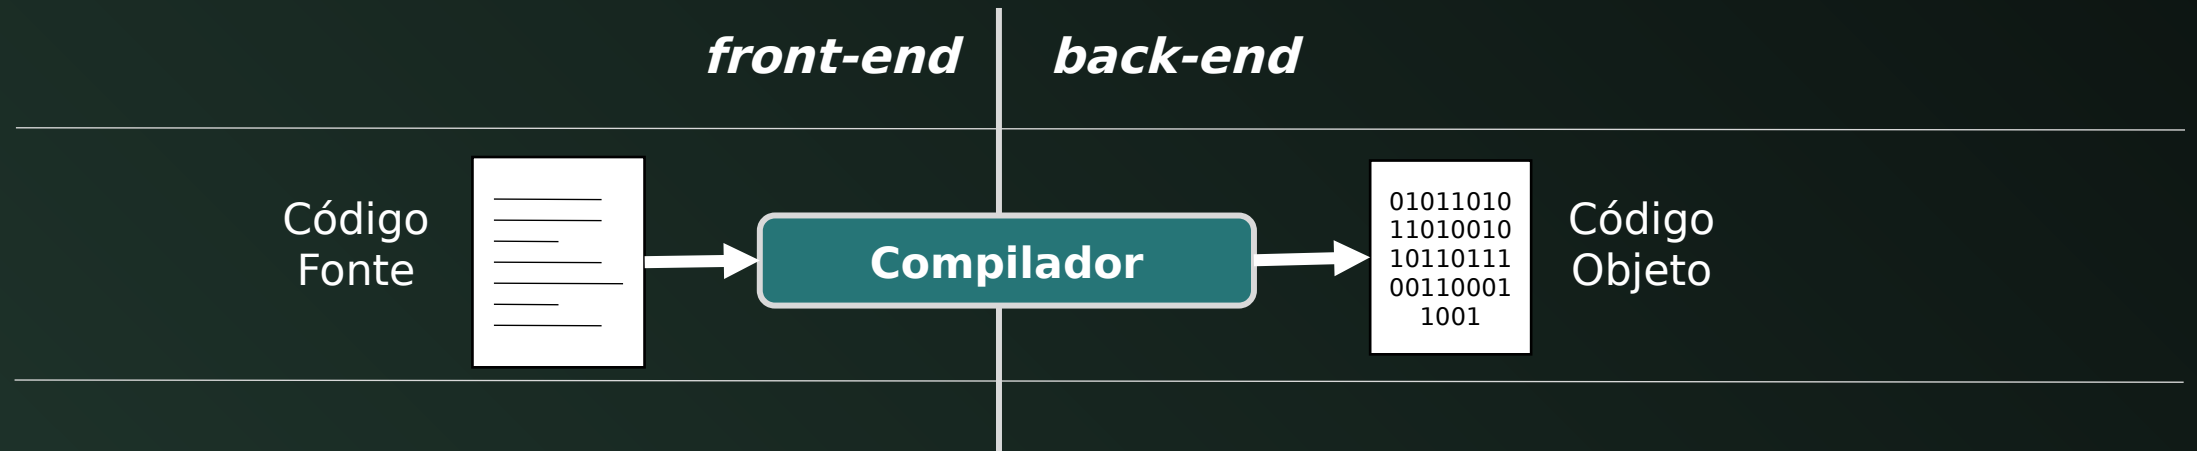 front-end
back-end
Código
Fonte
Compilador
01011010
11010010
10110111
00110001
1001
Código
Objeto